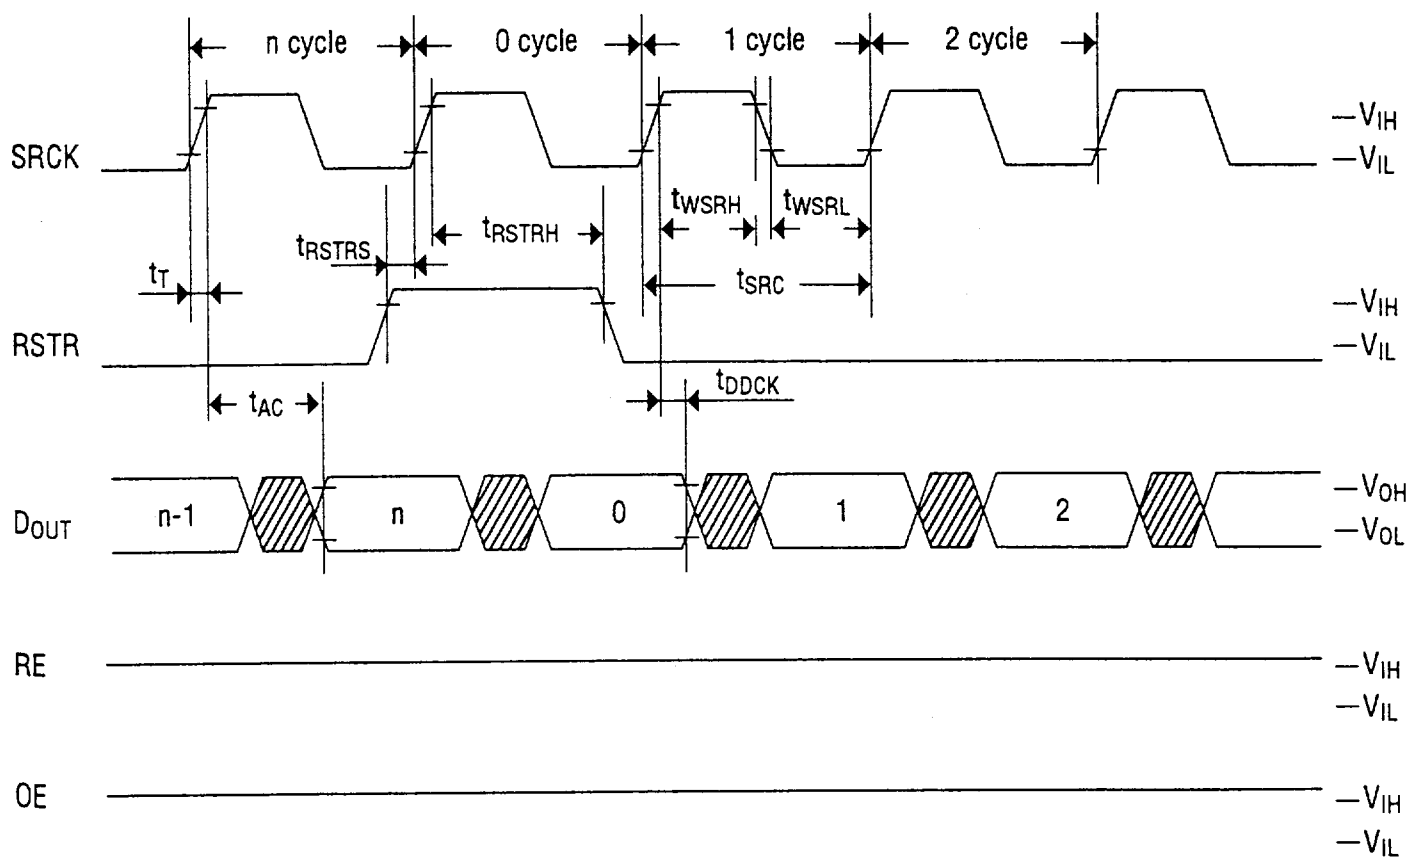 n cycle 0 cycle 1 cycle 2 cycle
SRCK
VIH
VIL
tWSRH tWSRL
tRSTRS tRSTRH
tT tSRC
RSTR
VIH
VIL
tAC tDDCK
DOUT n-1 n 0 1 2
VOH
VOL
RE
VIH
VIL
OE
VIH
VIL